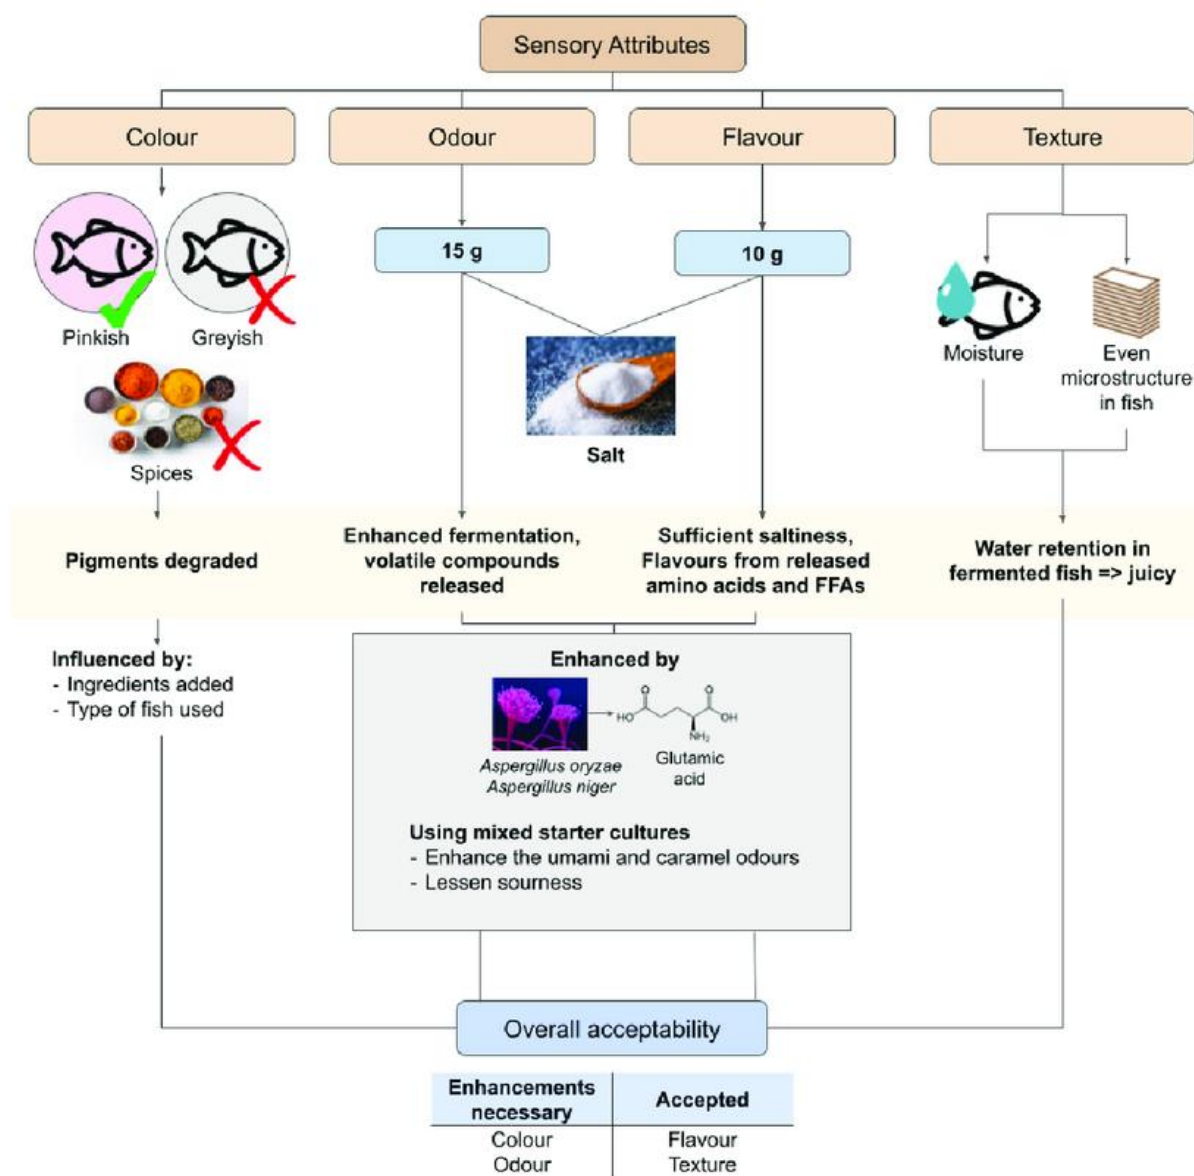 Sensory Attributes
Colour
Odour
Flavour
Texture
15 g
10 g
Pinkish
Greyish
Moisture
Even
microstructure
in fish
Salt
Spices
Pigments degraded
Enhanced fermentation,
volatile compounds
released
Sufficient saltiness,
Flavours from released
amino acids and FFAs
Water retention in
fermented fish => juicy
Influenced by:
- Ingredients added
- Type of fish used
Enhanced by
O
O
HO
OH
NH₂
Aspergillus oryzae
Aspergillus niger
Glutamic
acid
Using mixed starter cultures
- Enhance the umami and caramel odours
- Lessen sourness
Overall acceptability
Enhancements
necessary
Accepted
Colour
Flavour
Odour
Texture